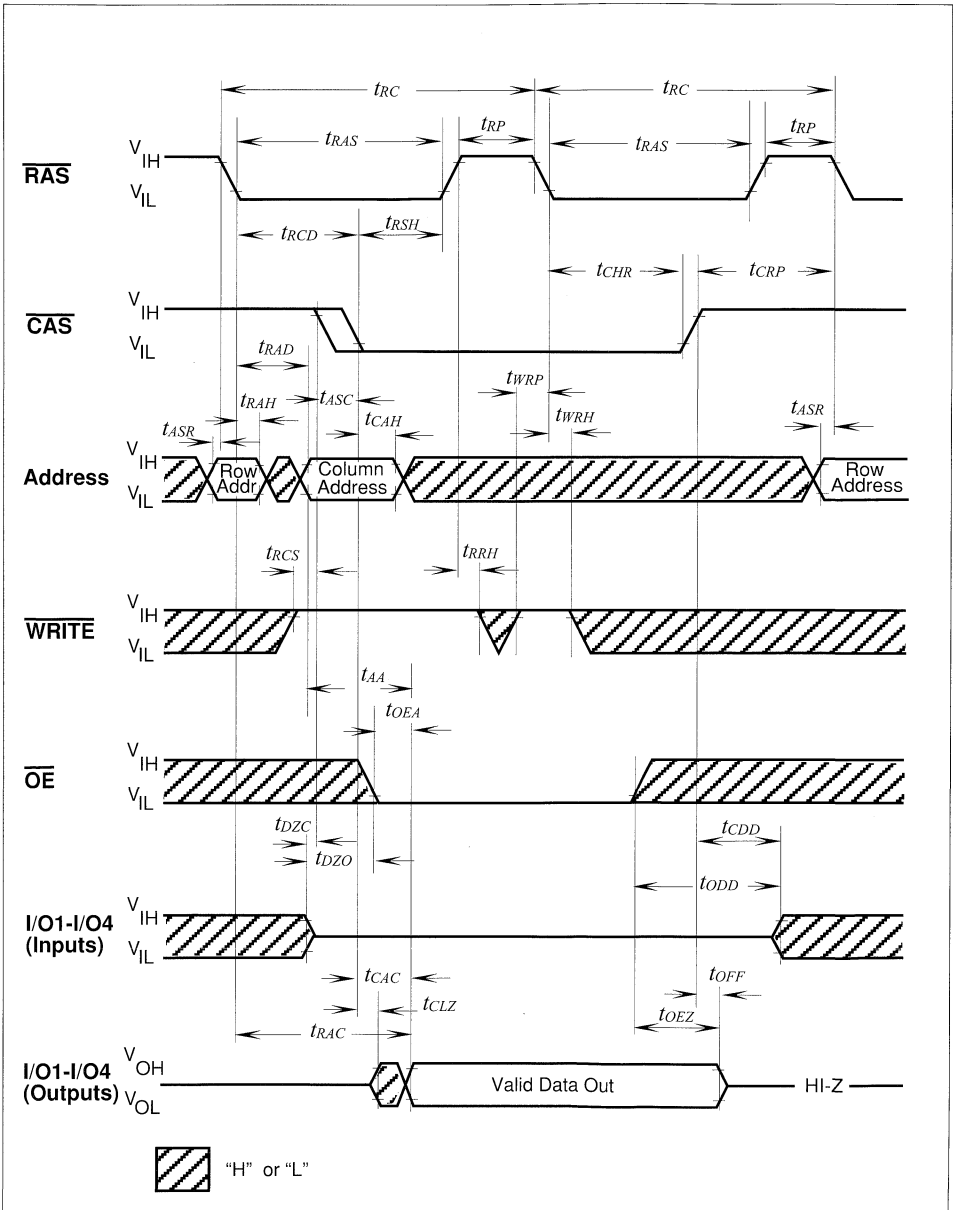 tRC tRC
tRAS tRP tRAS tRP
RAS VIH
VIL
tRCD tRSH
tCHR tCRP
CAS VIH
VIL
tRAD
tRAH tASC tWRP
tASR tCAH tWRH tASR
Address VIH
VIL
Row Addr
Column Address
Row Address
tRCS tRRH
WRITE VIH
VIL
tAA
tOEA
OE VIH
VIL
tDZC tCDD
tDZO tODD
I/O1-I/O4 (Inputs) VIH
VIL
tCAC tOFF
tCLZ tOEZ
tRAC
I/O1-I/O4 (Outputs) VOH
VOL
Valid Data Out HI-Z
"H" or "L"